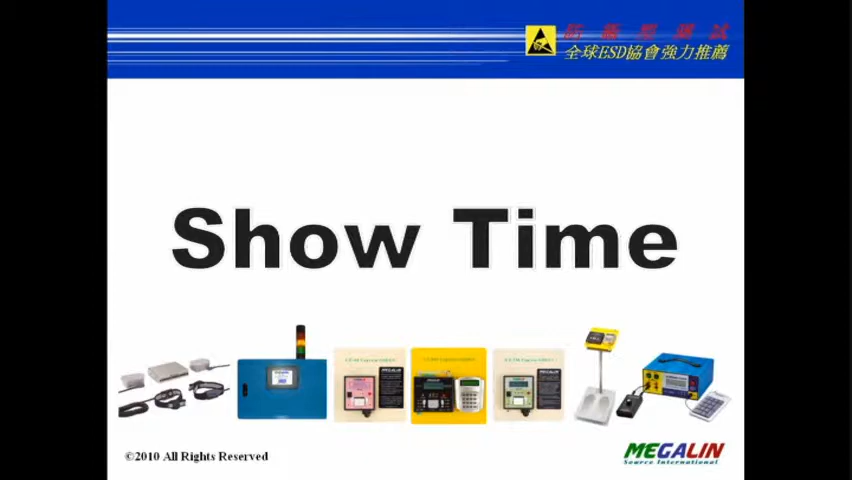 全球ESD協會強力推薦
Show Time
MEGALIN
©2010 All Rights Reserved
MEGALIN
Source International